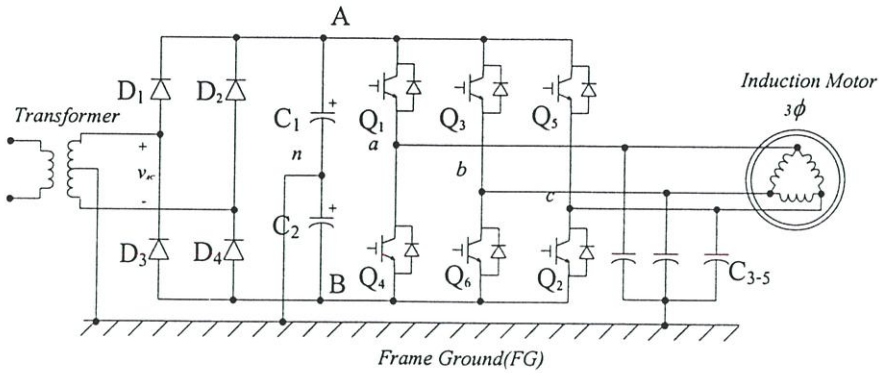 A
Induction Motor
3ϕ
D1
D2
Transformer
C1
Q1
Q3
Q5
+
+
vac
-
n
a
b
c
+
C2
D3
D4
B
Q4
Q6
Q2
C3-5
Frame Ground(FG)